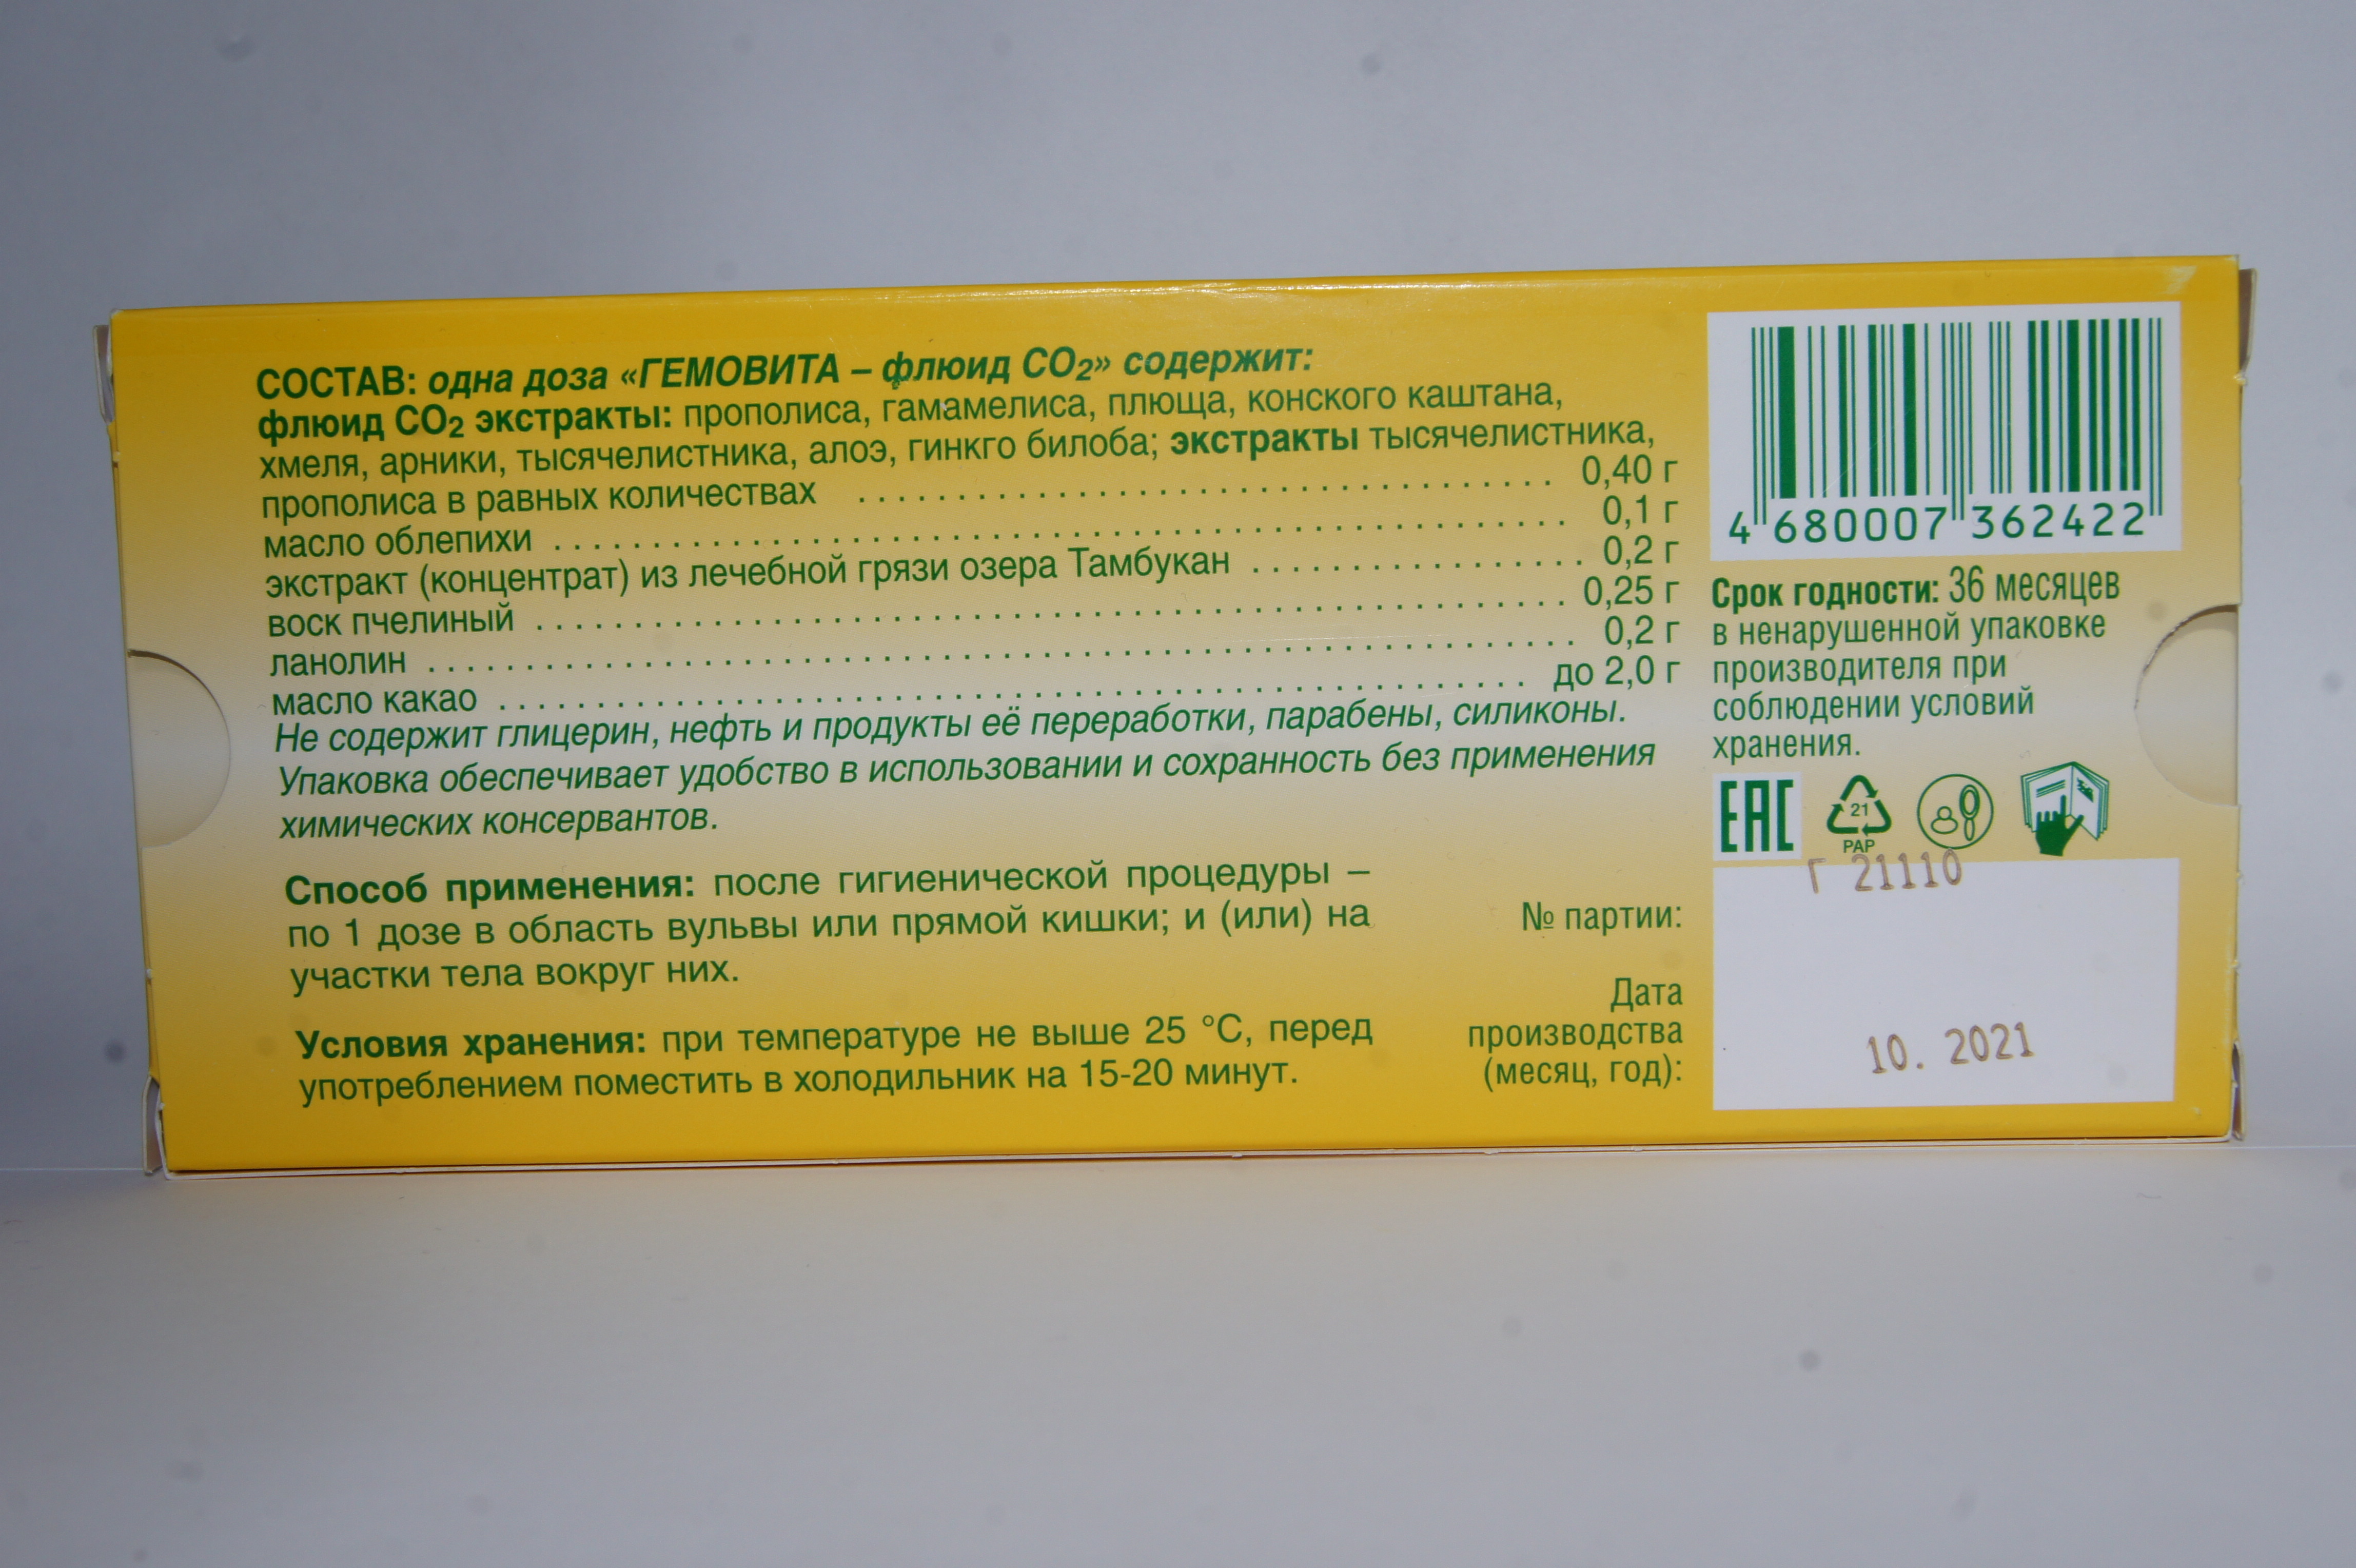 СОСТАВ: одна доза «ГЕМОВИТА – флюид СО2» содержит:
флюид СО2 экстракты: прополиса, гамамелиса, плюща, конского каштана,
хмеля, арники, тысячелистника, алоэ, гинкго билоба; экстракты тысячелистника,
прополиса в равных количествах ........................................ 0,40 г
масло облепихи ........................................ 0,1 г
экстракт (концентрат) из лечебной грязи озера Тамбукан .................... 0,2 г
воск пчелиный ........................................ 0,25 г
ланолин ........................................ 0,2 г
масло какао ........................................ до 2,0 г
Не содержит глицерин, нефть и продукты её переработки, парабены, силиконы.
Упаковка обеспечивает удобство в использовании и сохранность без применения
химических консервантов.
Способ применения: после гигиенической процедуры –
по 1 дозе в область вульвы или прямой кишки; и (или) на
участки тела вокруг них.
Условия хранения: при температуре не выше 25 °С, перед
употреблением поместить в холодильник на 15-20 минут.
4 680007 362422
Срок годности: 36 месяцев
в ненарушенной упаковке
производителя при
соблюдении условий
хранения.
EAC
21
PAP
Г 21110
№ партии:
Дата
производства
(месяц, год):
10. 2021